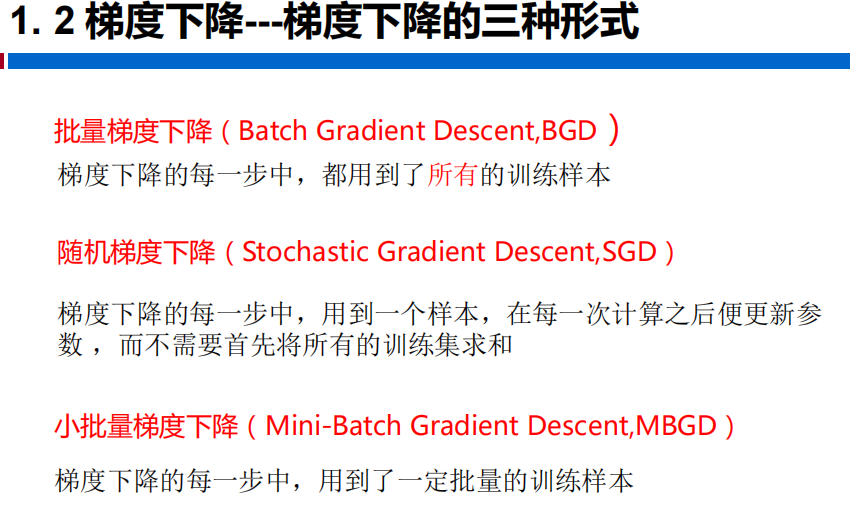 1. 2 梯度下降---梯度下降的三种形式
批量梯度下降（Batch Gradient Descent,BGD ）
梯度下降的每一步中，都用到了所有的训练样本
随机梯度下降（Stochastic Gradient Descent,SGD）
梯度下降的每一步中，用到一个样本，在每一次计算之后便更新参
数 ，而不需要首先将所有的训练集求和
小批量梯度下降（Mini-Batch Gradient Descent,MBGD）
梯度下降的每一步中，用到了一定批量的训练样本